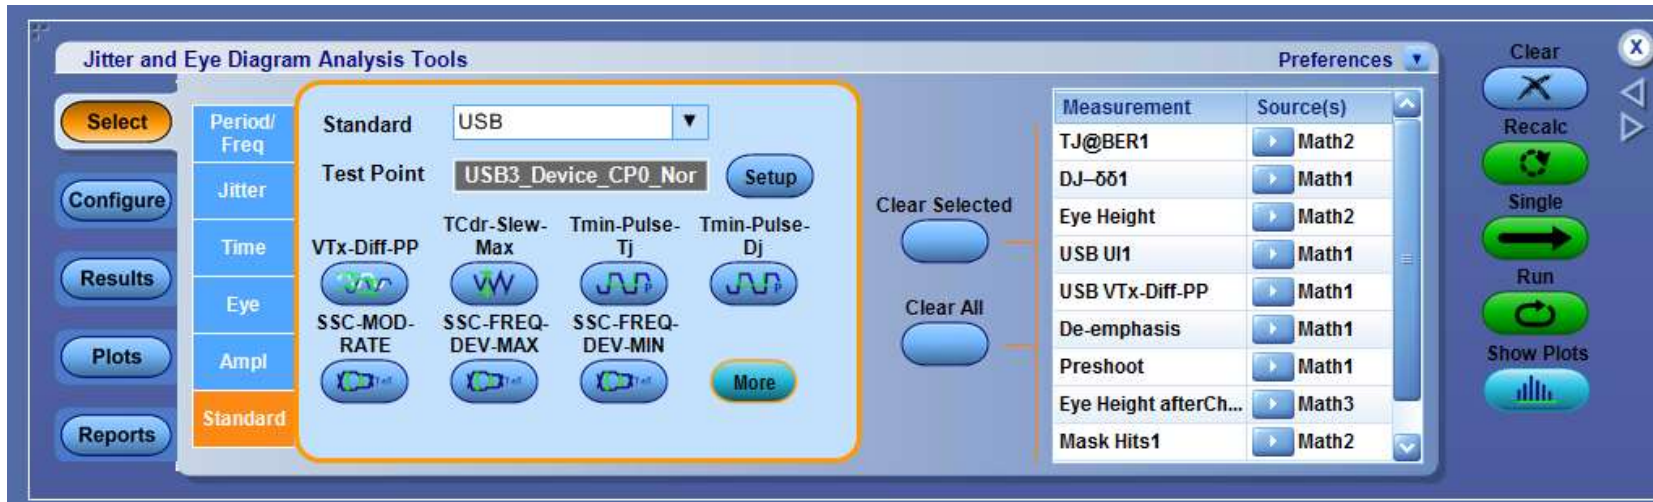 Jitter and Eye Diagram Analysis Tools
Preferences
Clear
X
Select
Configure
Results
Plots
Reports
Period/
Freq
Jitter
Time
Eye
Ampl
Standard
Standard
USB
Test Point
USB3_Device_CP0_Nor
Setup
VTx-Diff-PP
TCdr-Slew-
Max
Tmin-Pulse-
Tj
Tmin-Pulse-
Dj
SSC-MOD-
RATE
SSC-FREQ-
DEV-MAX
SSC-FREQ-
DEV-MIN
More
Clear Selected
Clear All
Measurement Source(s)
TJ@BER1 Math2
DJ–δδ1 Math1
Eye Height Math2
USB UI1 Math1
USB VTx-Diff-PP Math1
De-emphasis Math1
Preshoot Math1
Eye Height afterCh... Math3
Mask Hits1 Math2
Recalc
Single
Run
Show Plots